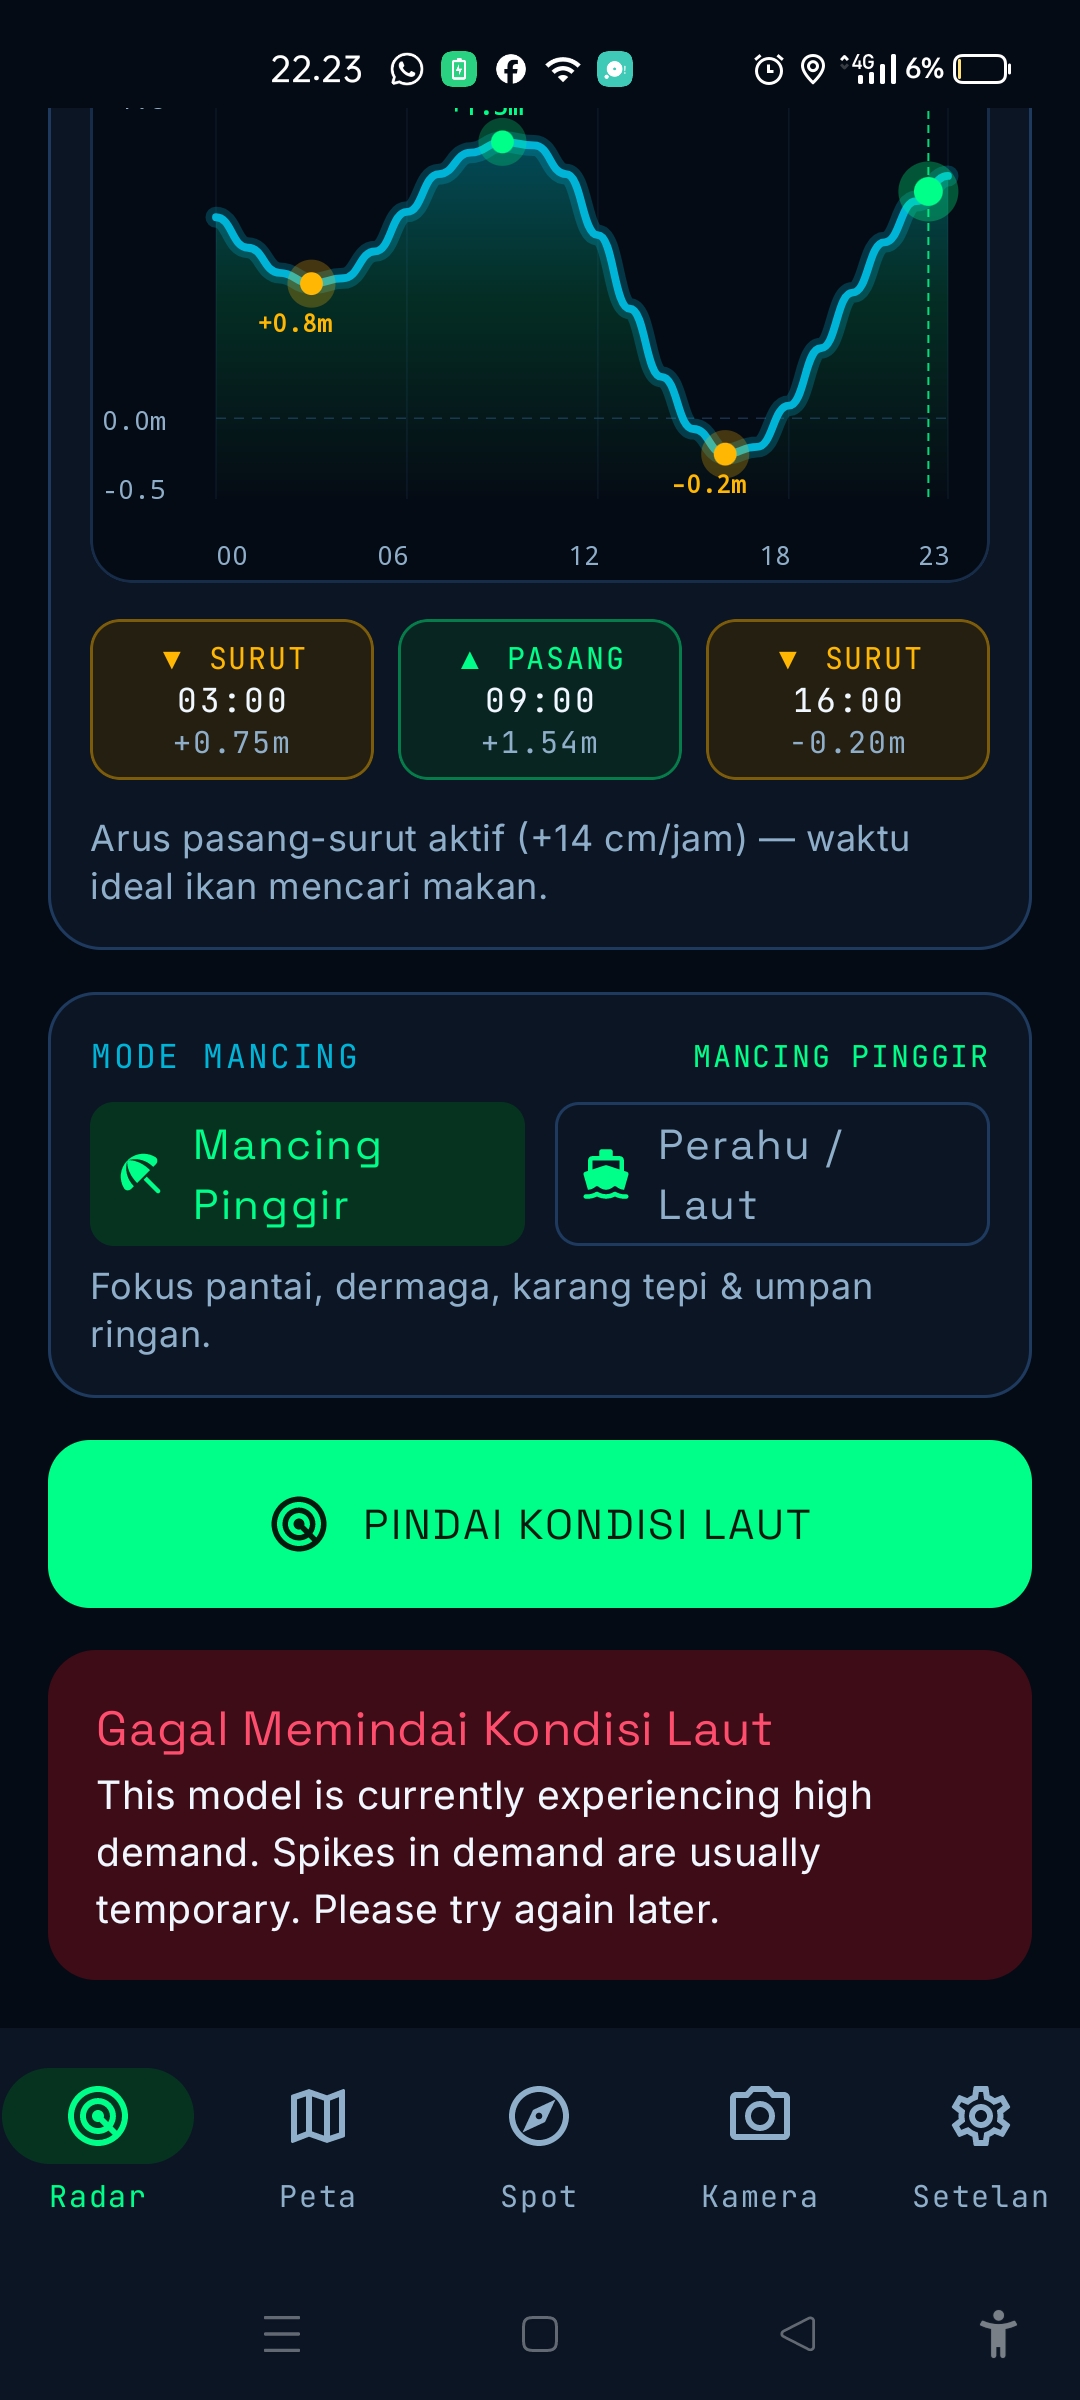 22.23
4G
6%
+0.8m
0.0m
-0.5
-0.2m
00 06 12 18 23
▼ SURUT
03:00
+0.75m
▲ PASANG
09:00
+1.54m
▼ SURUT
16:00
-0.20m
Arus pasang-surut aktif (+14 cm/jam) — waktu
ideal ikan mencari makan.
MODE MANCING
MANCING PINGGIR
Mancing
Pinggir
Perahu /
Laut
Fokus pantai, dermaga, karang tepi & umpan
ringan.
PINDAI KONDISI LAUT
Gagal Memindai Kondisi Laut
This model is currently experiencing high
demand. Spikes in demand are usually
temporary. Please try again later.
Radar
Peta
Spot
Kamera
Setelan